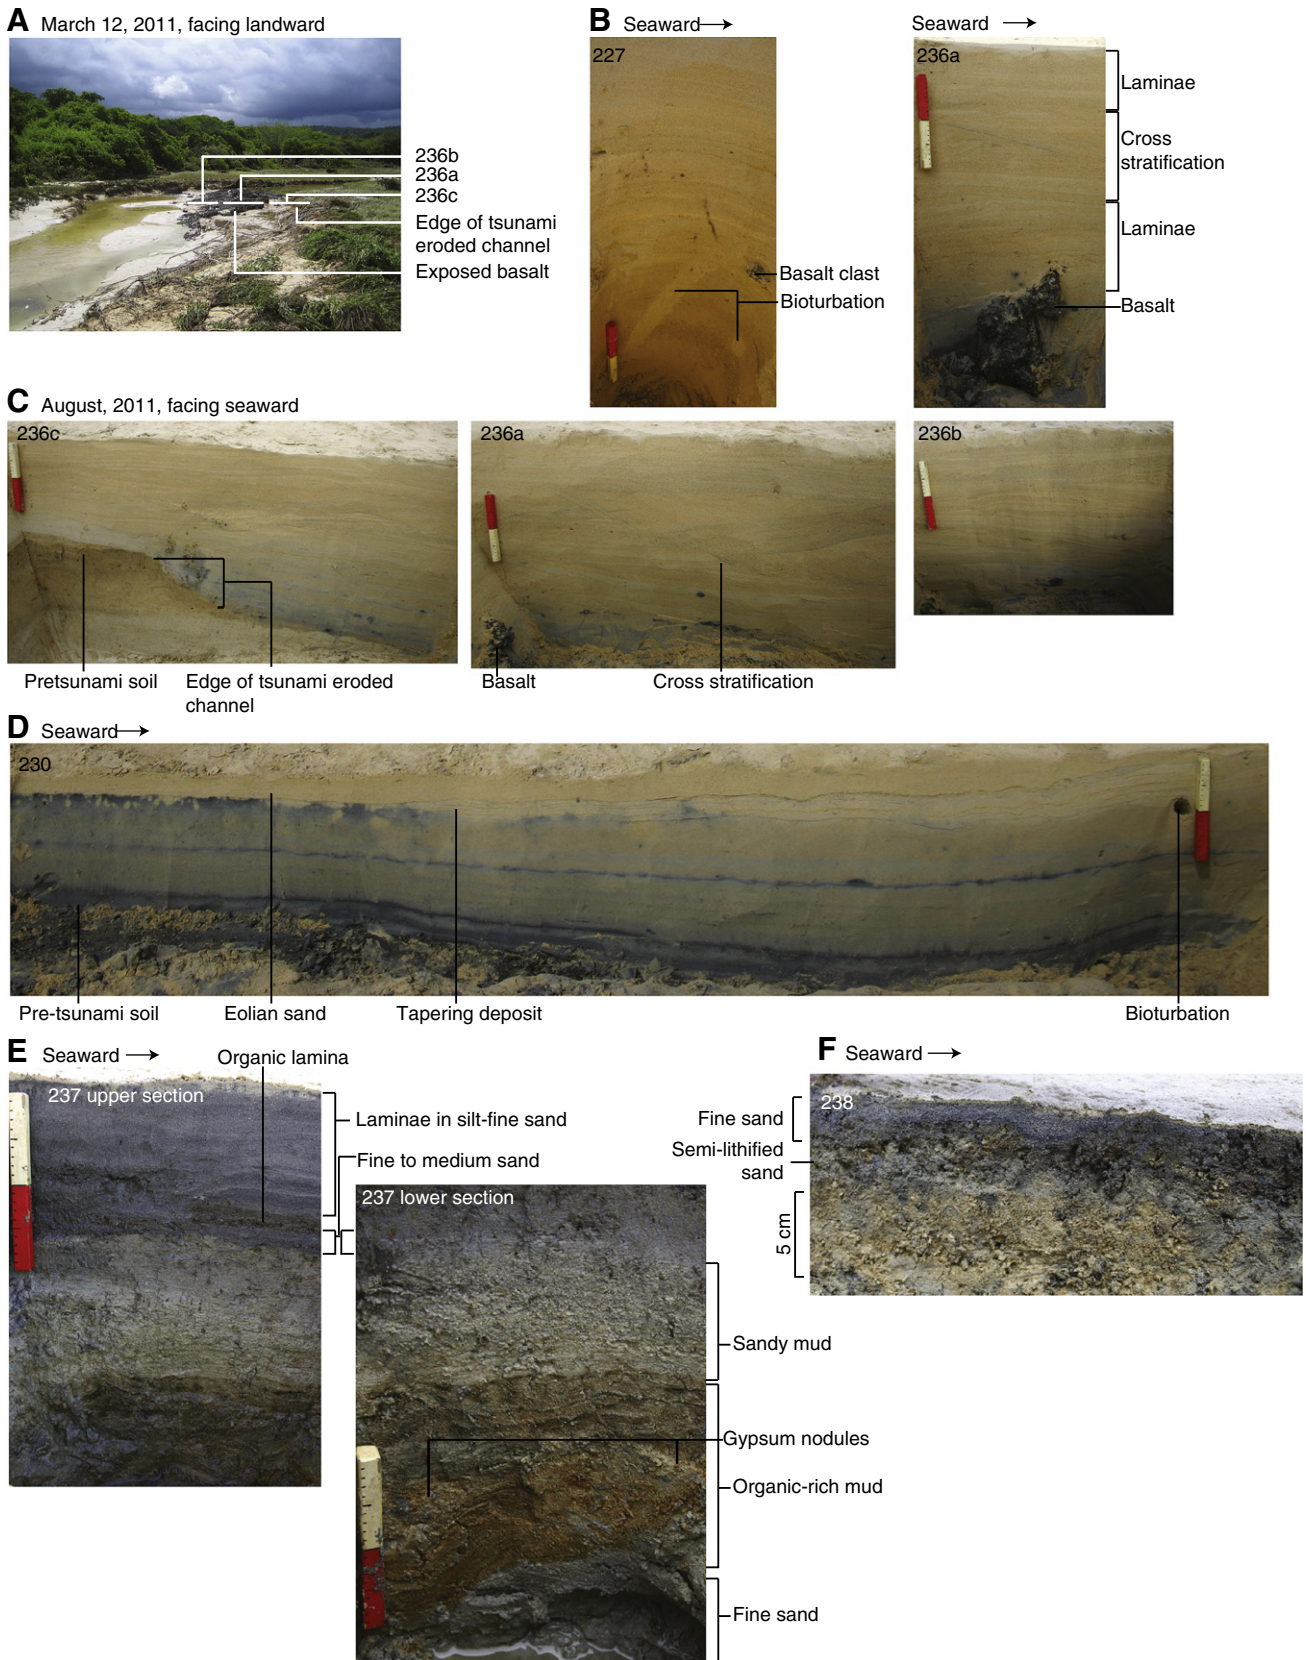 A March 12, 2011, facing landward
236b
236a
236c
Edge of tsunami
eroded channel
Exposed basalt
B Seaward
227
Basalt clast
Bioturbation
Seaward
236a
Laminae
Cross
stratification
Laminae
Basalt
C August, 2011, facing seaward
236c
Pretsunami soil
Edge of tsunami eroded
channel
236a
Basalt
Cross stratification
236b
D Seaward
230
Pre-tsunami soil
Eolian sand
Tapering deposit
Bioturbation
E Seaward
Organic lamina
237 upper section
Laminae in silt-fine sand
Fine to medium sand
237 lower section
Sandy mud
Gypsum nodules
Organic-rich mud
Fine sand
F Seaward
238
Fine sand
Semi-lithified
sand
5 cm